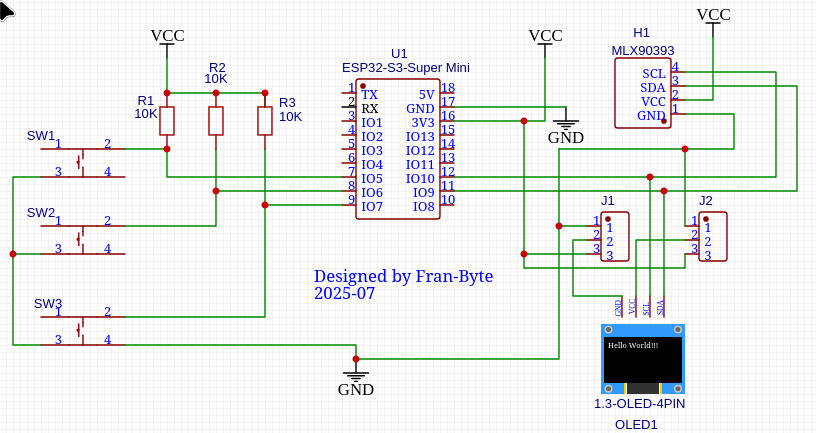 VCC
VCC
VCC
H1
MLX90393
SCL 4
SDA 3
VCC 2
GND 1
U1
ESP32-S3-Super Mini
1 TX 5V 18
2 RX GND 17
3 IO1 3V3 16
4 IO2 IO13 15
5 IO3 IO12 14
6 IO4 IO11 13
7 IO5 IO10 12
8 IO6 IO9 11
9 IO7 IO8 10
R2
10K
R1
10K
R3
10K
GND
SW1
1 2
3 4
SW2
1 2
3 4
SW3
1 2
3 4
J1
1 1
2 2
3 3
J2
1 1
2 2
3 3
Designed by Fran-Byte
2025-07
GND
GND VCC SCL SDA
Hello World!!!
1.3-OLED-4PIN
OLED1